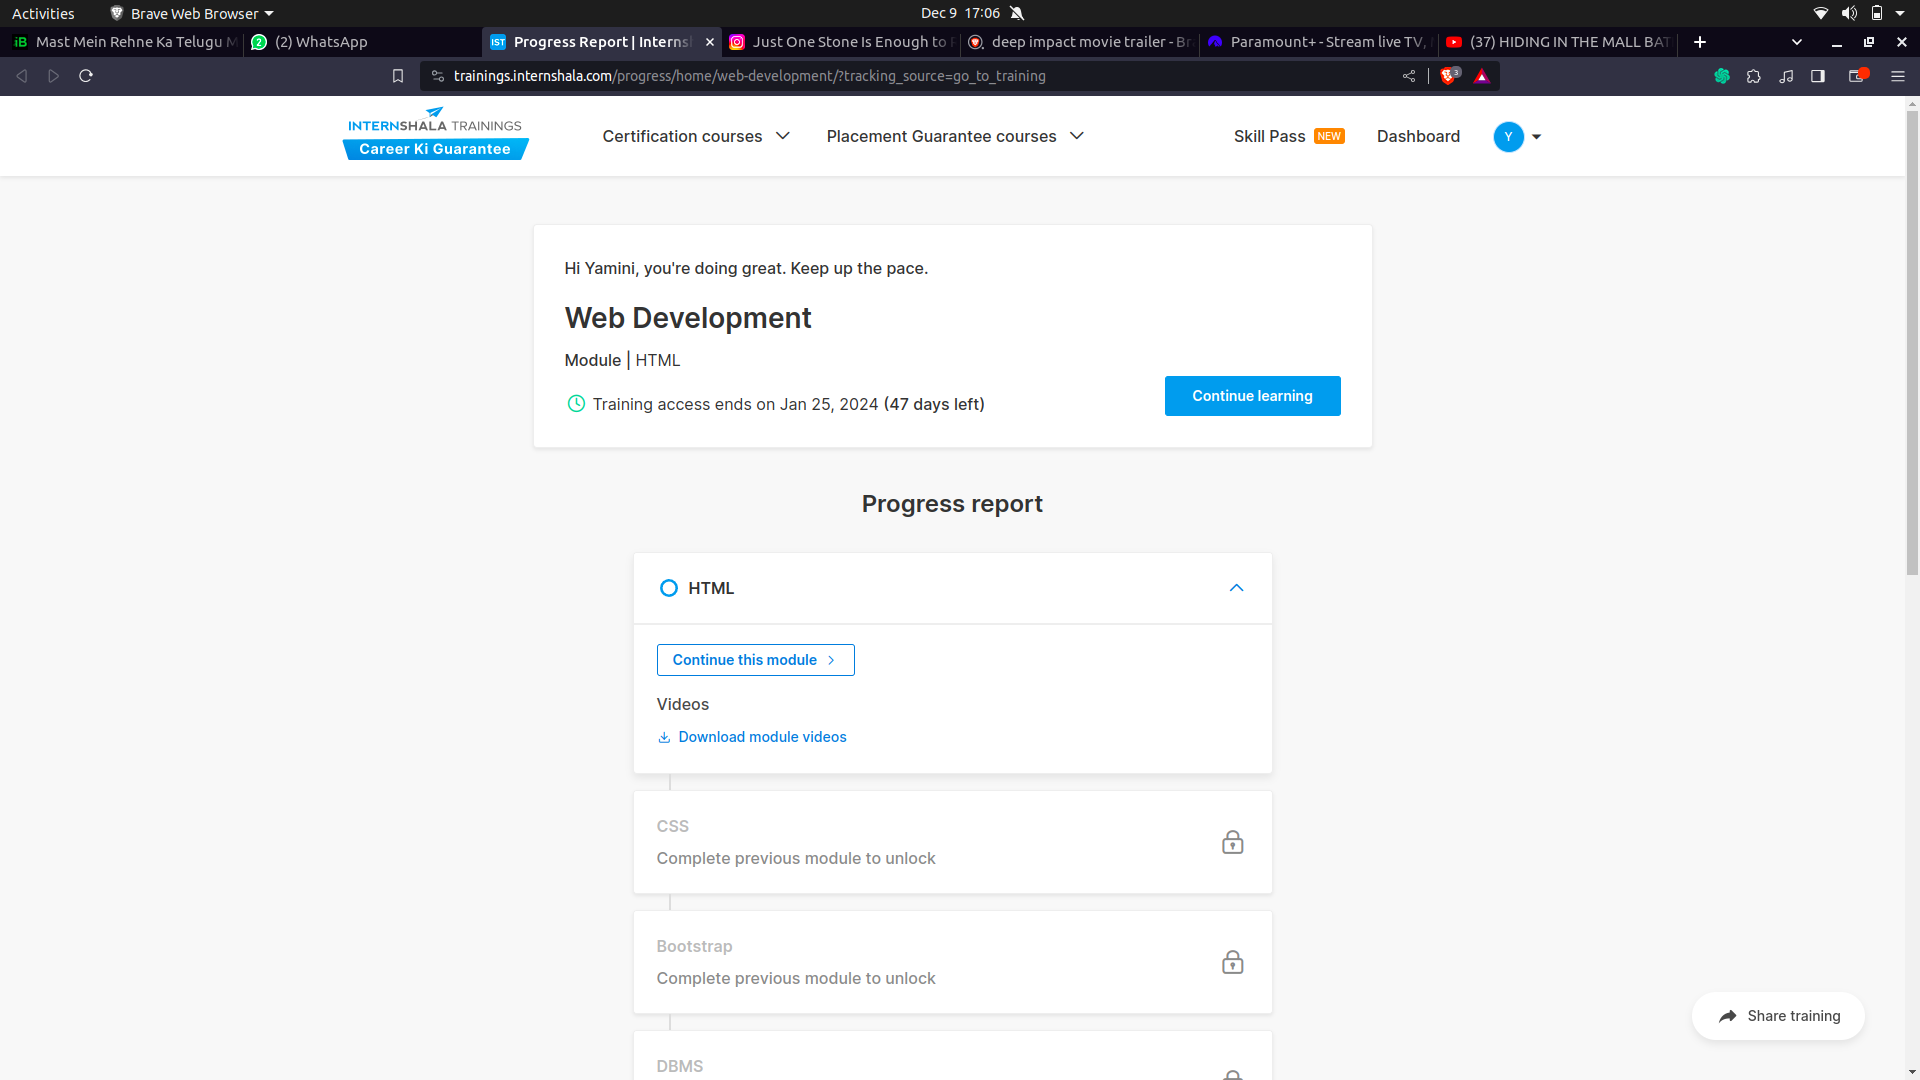 Activities
Brave Web Browser
Dec 9 17:06
iB Mast Mein Rehne Ka Telugu
2 (2) WhatsApp
IST Progress Report | Interns
Just One Stone Is Enough to
deep impact movie trailer - Br
Paramount+ - Stream live TV,
(37) HIDING IN THE MALL BAT
trainings.internshala.com/progress/home/web-development/?tracking_source=go_to_training
3
INTERNSHALA TRAININGS
Career Ki Guarantee
Certification courses
Placement Guarantee courses
Skill Pass NEW
Dashboard
Y
Hi Yamini, you're doing great. Keep up the pace.
Web Development
Module | HTML
Training access ends on Jan 25, 2024 (47 days left)
Continue learning
Progress report
HTML
Continue this module
Videos
Download module videos
CSS
Complete previous module to unlock
Bootstrap
Complete previous module to unlock
DBMS
Share training